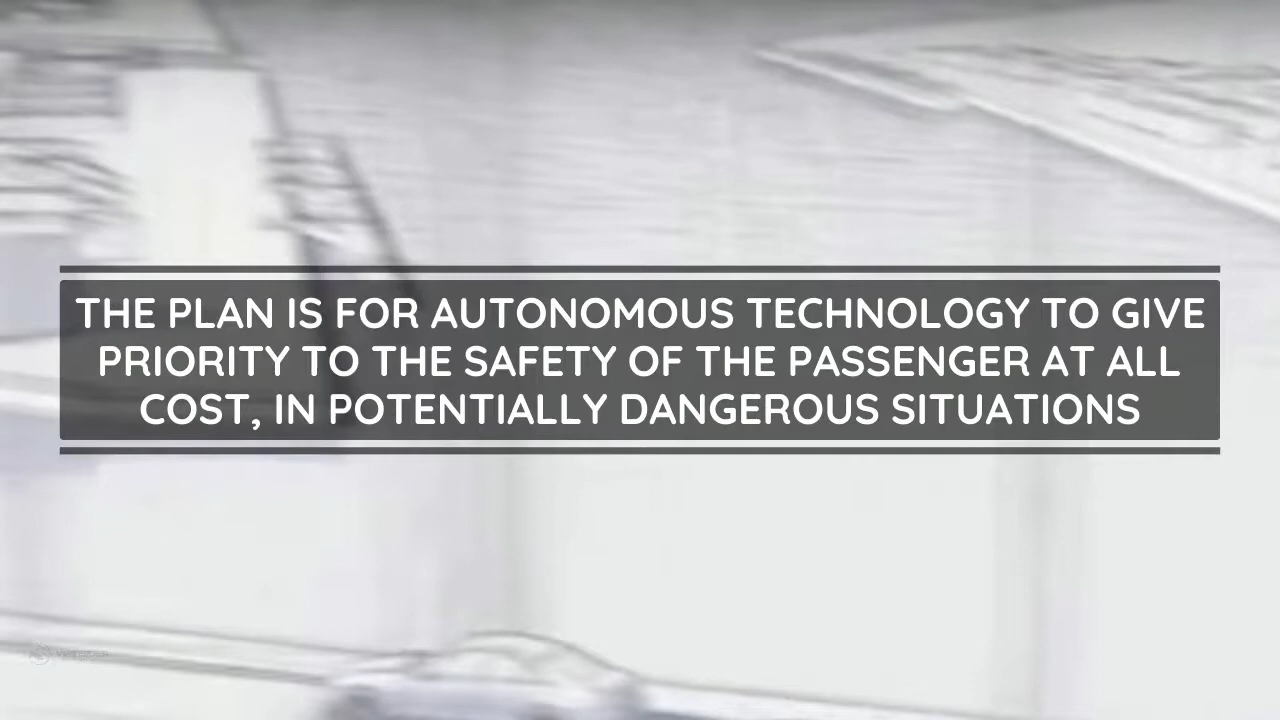 THE PLAN IS FOR AUTONOMOUS TECHNOLOGY TO GIVE
PRIORITY TO THE SAFETY OF THE PASSENGER AT ALL
COST, IN POTENTIALLY DANGEROUS SITUATIONS